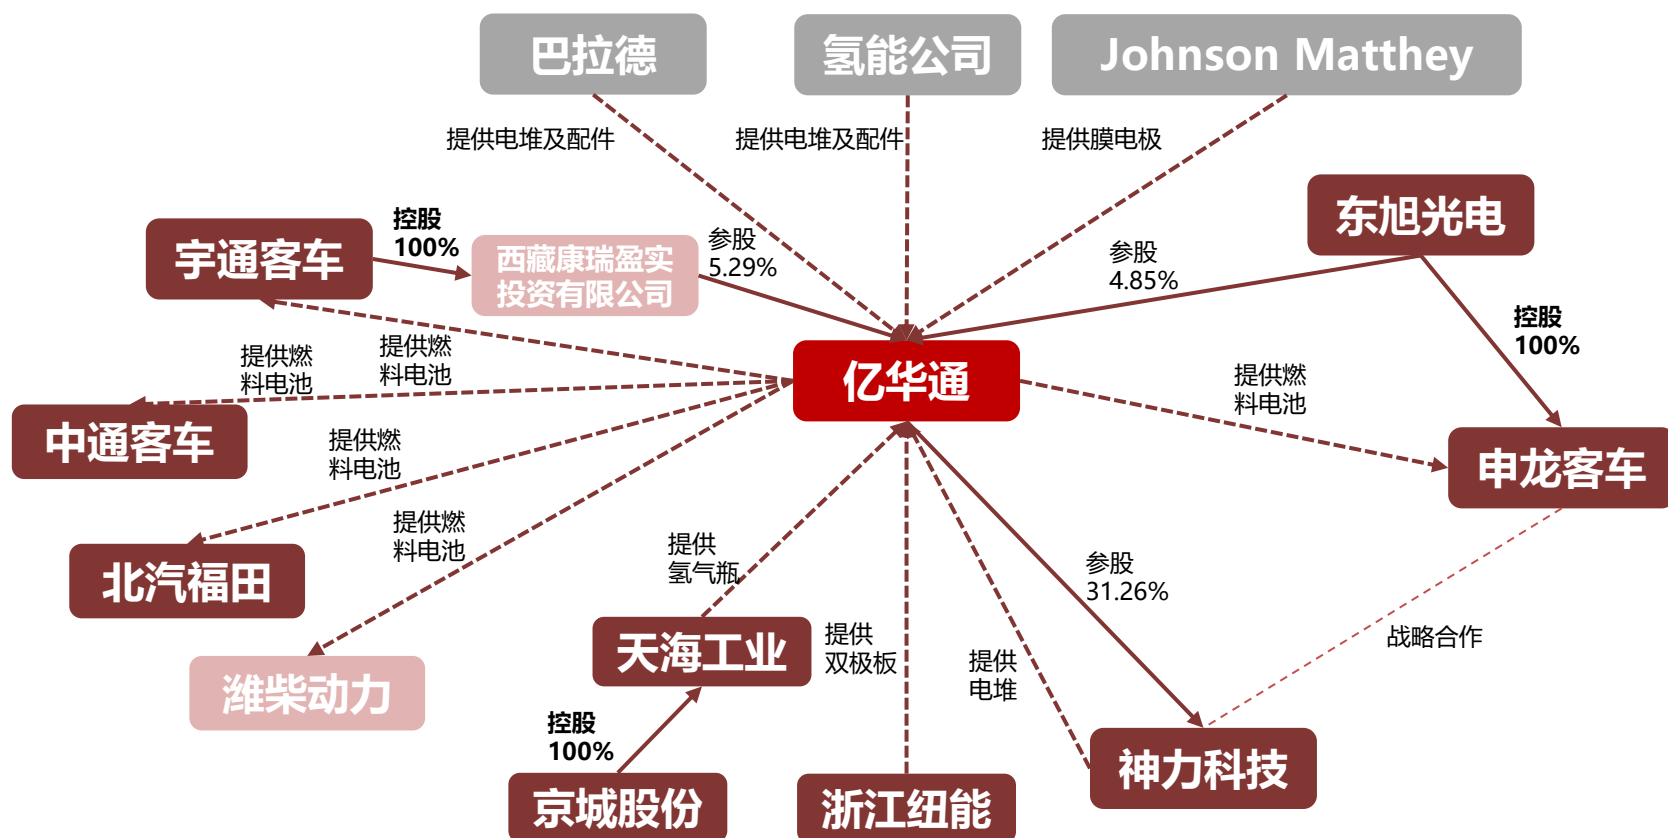 巴拉德
氢能公司
Johnson Matthey
提供电堆及配件
提供电堆及配件
提供膜电极
东旭光电
控股
100%
宇通客车
西藏康瑞盈实
投资有限公司
参股
5.29%
参股
4.85%
控股
100%
提供燃
料电池
提供燃
料电池
亿华通
提供燃
料电池
中通客车
提供燃
料电池
申龙客车
提供燃
料电池
北汽福田
提供
氢气瓶
参股
31.26%
天海工业
提供
双极板
提供
电堆
战略合作
潍柴动力
控股
100%
神力科技
京城股份
浙江纽能